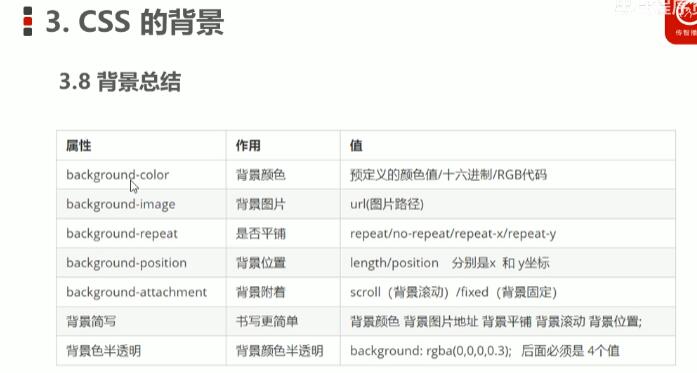 3. CSS 的背景
传智播
3.8 背景总结
属性 作用 值
background-color 背景颜色 预定义的颜色值/十六进制/RGB代码
background-image 背景图片 url(图片路径)
background-repeat 是否平铺 repeat/no-repeat/repeat-x/repeat-y
background-position 背景位置 length/position 分别是x 和 y坐标
background-attachment 背景附着 scroll（背景滚动）/fixed（背景固定）
背景简写 书写更简单 背景颜色 背景图片地址 背景平铺 背景滚动 背景位置;
背景色半透明 背景颜色半透明 background: rgba(0,0,0,0.3); 后面必须是 4个值